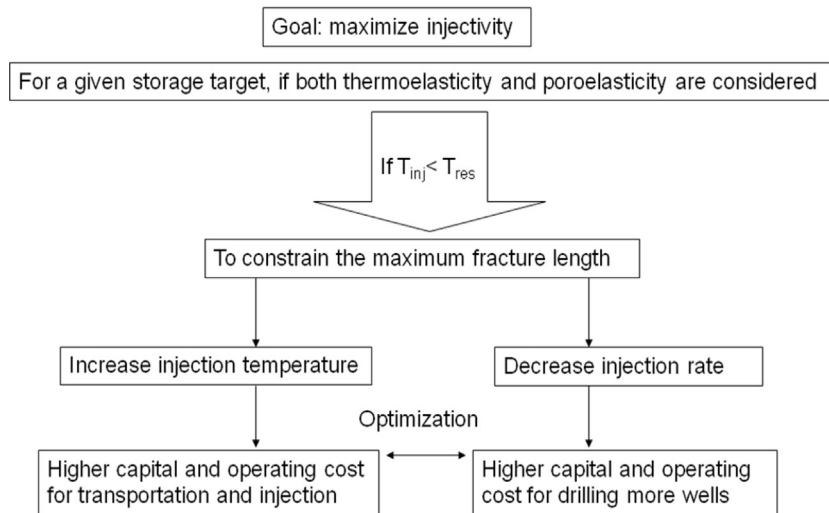 Goal: maximize injectivity
For a given storage target, if both thermoelasticity and poroelasticity are considered
If Tinj< Tres
To constrain the maximum fracture length
Increase injection temperature
Decrease injection rate
Optimization
Higher capital and operating cost
for transportation and injection
Higher capital and operating
cost for drilling more wells